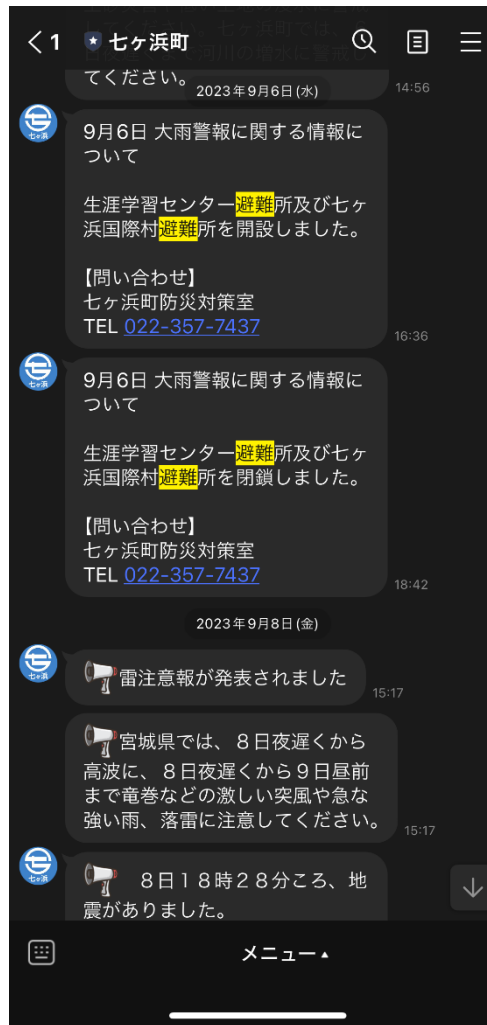 1
七ヶ浜町
てください。
14:56
2023年9月6日(水)
9月6日 大雨警報に関する情報に
ついて
生涯学習センター避難所及び七ヶ
浜国際村避難所を開設しました。
【問い合わせ】
七ヶ浜町防災対策室
TEL 022-357-7437
16:36
9月6日 大雨警報に関する情報に
ついて
生涯学習センター避難所及び七ヶ
浜国際村避難所を閉鎖しました。
【問い合わせ】
七ヶ浜町防災対策室
TEL 022-357-7437
18:42
2023年9月8日(金)
雷注意報が発表されました
15:17
宮城県では、８日夜遅くから
高波に、８日夜遅くから９日昼前
まで竜巻などの激しい突風や急な
強い雨、落雷に注意してください。
15:17
８日１８時２８分ころ、地
震がありました。
メニュー▲